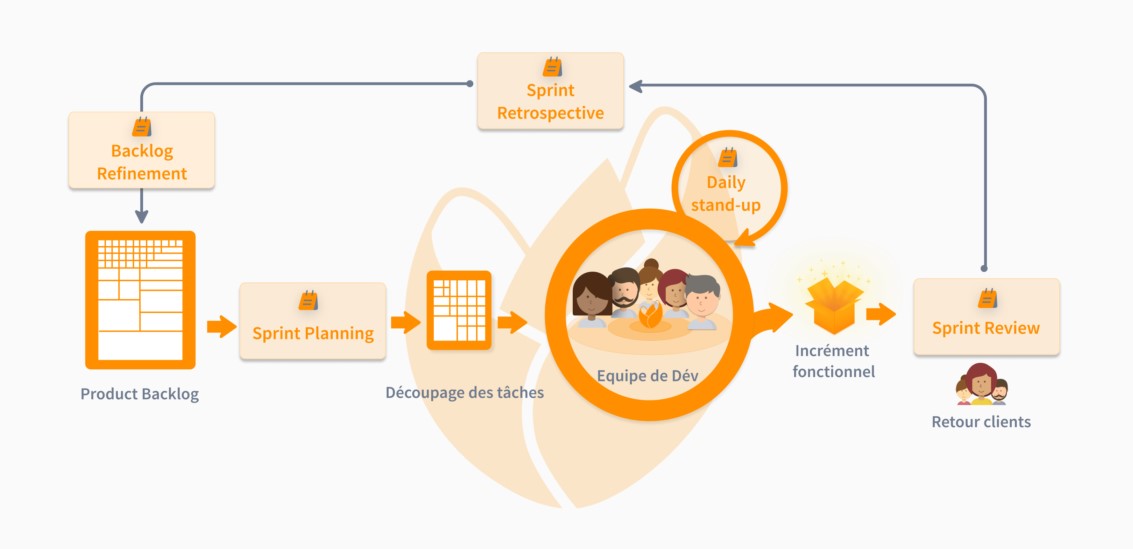 Sprint
Retrospective
Backlog
Refinement
Daily
stand-up
Sprint Planning
Sprint Review
Incrément
fonctionnel
Equipe de Dév
Product Backlog
Découpage des tâches
Retour clients